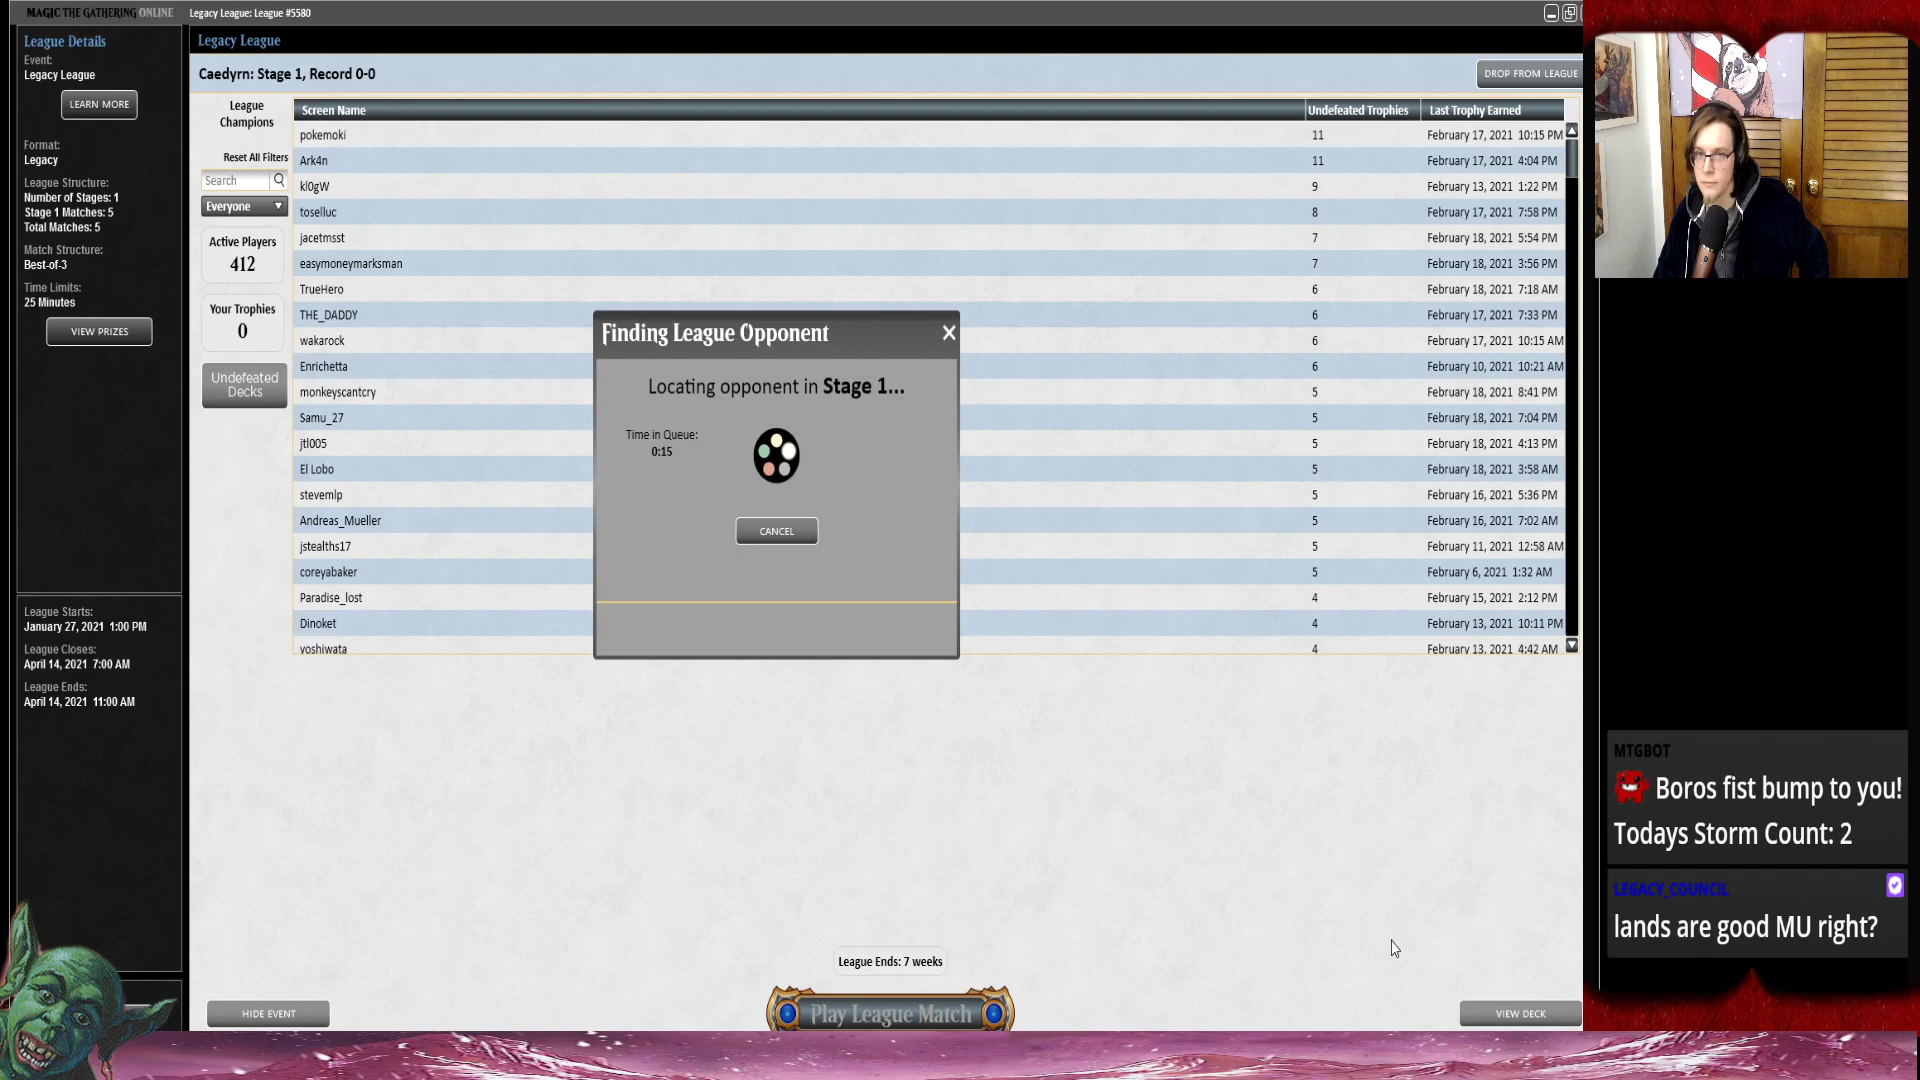 MAGIC THE GATHERING ONLINE
Legacy League: League #5580
League Details
Event:
Legacy League
LEARN MORE
Format:
Legacy
League Structure:
Number of Stages: 1
Stage 1 Matches: 5
Total Matches: 5
Match Structure:
Best-of-3
Time Limits:
25 Minutes
VIEW PRIZES
League Starts:
January 27, 2021 1:00 PM
League Closes:
April 14, 2021 7:00 AM
League Ends:
April 14, 2021 11:00 AM
Legacy League
Caedyrn: Stage 1, Record 0-0
DROP FROM LEAGUE
League
Champions
Reset All Filters
Search
Everyone
Active Players
412
Your Trophies
0
Undefeated
Decks
Screen Name Undefeated Trophies Last Trophy Earned
pokemoki 11 February 17, 2021 10:15 PM
Ark4n 11 February 17, 2021 4:04 PM
kl0gW 9 February 13, 2021 1:22 PM
toselluc 8 February 17, 2021 7:58 PM
jacetmsst 7 February 18, 2021 5:54 PM
easymoneymarksman 7 February 18, 2021 3:56 PM
TrueHero 6 February 18, 2021 7:18 AM
THE_DADDY 6 February 17, 2021 7:33 PM
wakarock 6 February 17, 2021 10:15 AM
Enrichetta 6 February 10, 2021 10:21 AM
monkeyscantcry 5 February 18, 2021 8:41 PM
Samu_27 5 February 18, 2021 7:04 PM
jtl005 5 February 18, 2021 4:13 PM
El Lobo 5 February 18, 2021 3:58 AM
stevemlp 5 February 16, 2021 5:36 PM
Andreas_Mueller 5 February 16, 2021 7:02 AM
jstealths17 5 February 11, 2021 12:58 AM
coreyabaker 5 February 6, 2021 1:32 AM
Paradise_lost 4 February 15, 2021 2:12 PM
Dinoket 4 February 13, 2021 10:11 PM
yoshiwata 4 February 13, 2021 4:42 AM
Finding League Opponent
Locating opponent in Stage 1...
Time in Queue:
0:15
CANCEL
League Ends: 7 weeks
HIDE EVENT
Play League Match
VIEW DECK
MTGBOT
Boros fist bump to you!
Todays Storm Count: 2
LEGACY_COUNCIL
lands are good MU right?